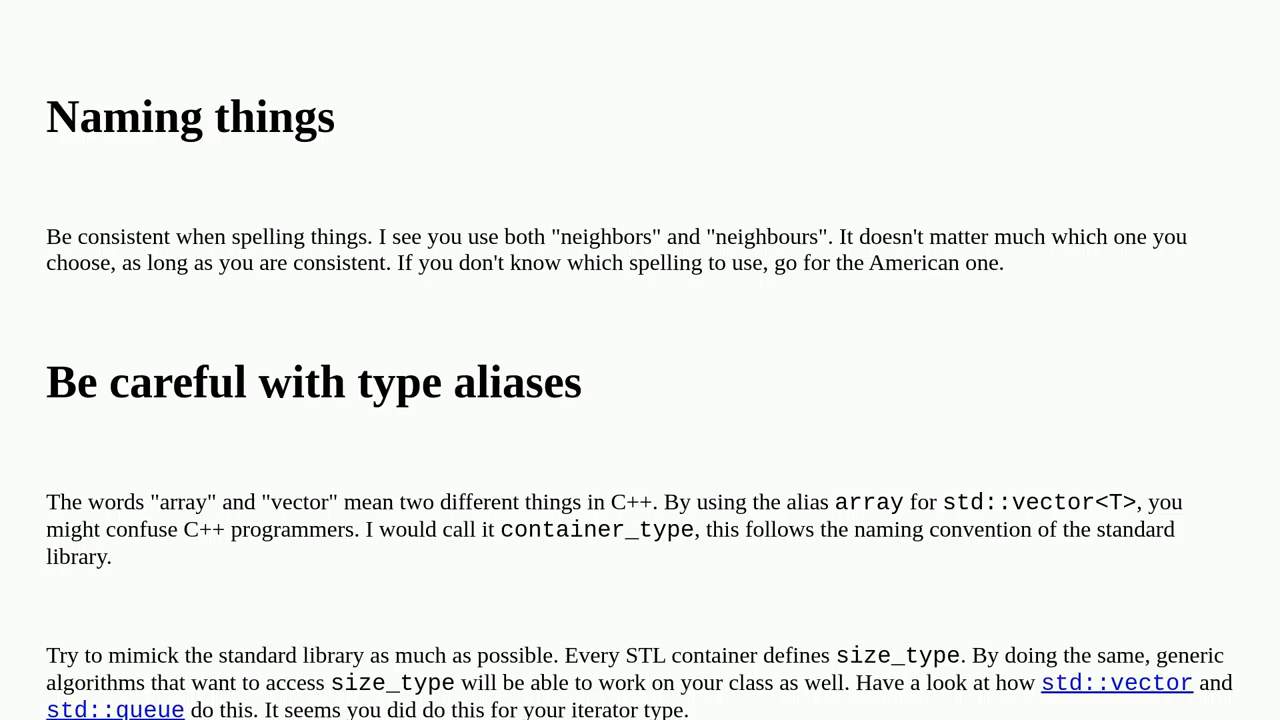 Naming things
Be consistent when spelling things. I see you use both "neighbors" and "neighbours". It doesn't matter much which one you
choose, as long as you are consistent. If you don't know which spelling to use, go for the American one.
Be careful with type aliases
The words "array" and "vector" mean two different things in C++. By using the alias array for std::vector<T>, you
might confuse C++ programmers. I would call it container_type, this follows the naming convention of the standard
library.
Try to mimick the standard library as much as possible. Every STL container defines size_type. By doing the same, generic
algorithms that want to access size_type will be able to work on your class as well. Have a look at how std::vector and
std::queue do this. It seems you did do this for your iterator type.